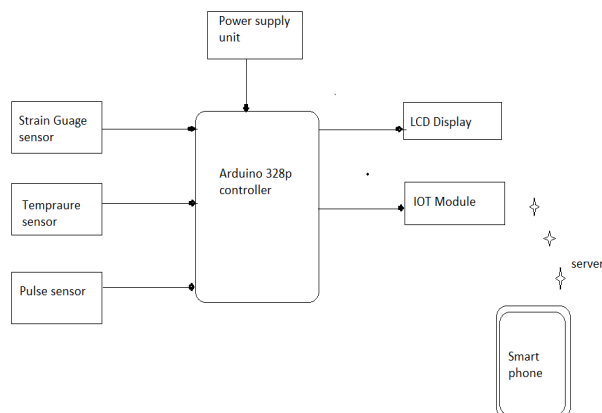 Power supply
unit
Strain Guage
sensor
LCD Display
Arduino 328p
controller
Tempraure
sensor
IOT Module
server
Pulse sensor
Smart
phone